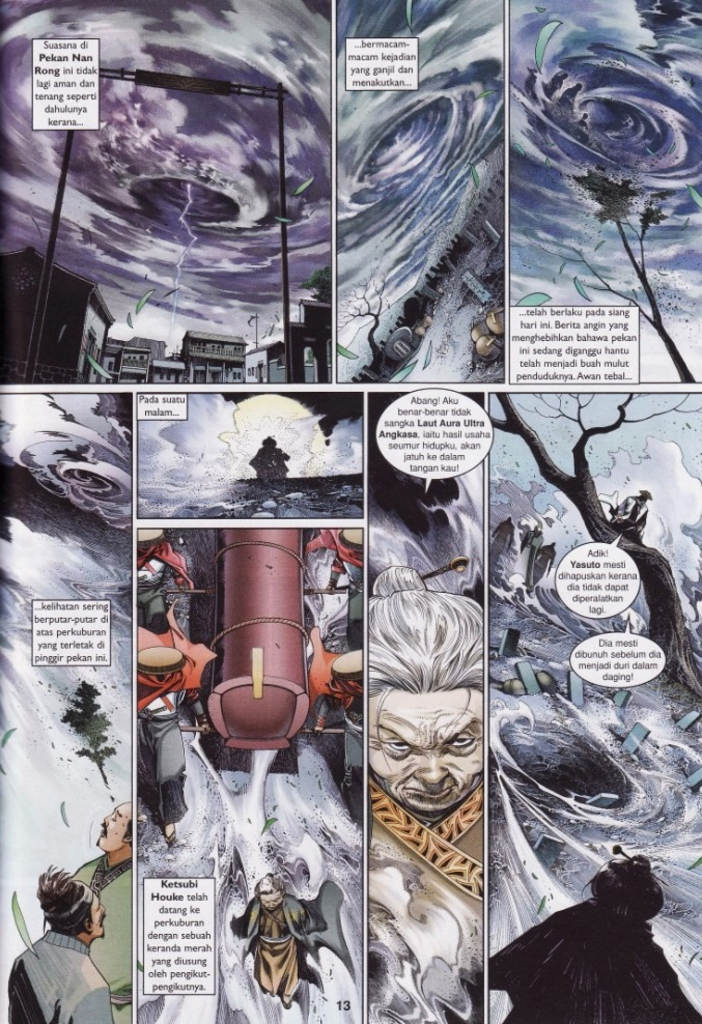 Suasana di
Pekan Nan
Rong ini tidak
lagi aman dan
tenang seperti
dahulunya
kerana...
...bermacam-
macam kejadian
yang ganjil dan
menakutkan...
...telah berlaku pada siang
hari ini. Berita angin yang
menghebihkan bahawa pekan
ini sedang diganggu hantu
telah menjadi buah mulut
penduduknya. Awan tebal...
...kelihatan sering
berputar-putar di
atas perkuburan
yang terletak di
pinggir pekan ini.
Pada suatu
malam...
Ketsubi
Houke telah
datang ke
perkuburan
dengan sebuah
keranda merah
yang diusung
oleh pengikut-
pengikutnya.
Abang! Aku
benar-benar tidak
sangka Laut Aura Ultra
Angkasa, iaitu hasil usaha
seumur hidupku, akan
jatuh ke dalam
tangan kau!
Adik!
Yasuto mesti
dihapuskan kerana
dia tidak dapat
diperalatkan
lagi.
Dia mesti
dibunuh sebelum dia
menjadi duri dalam
daging!
13